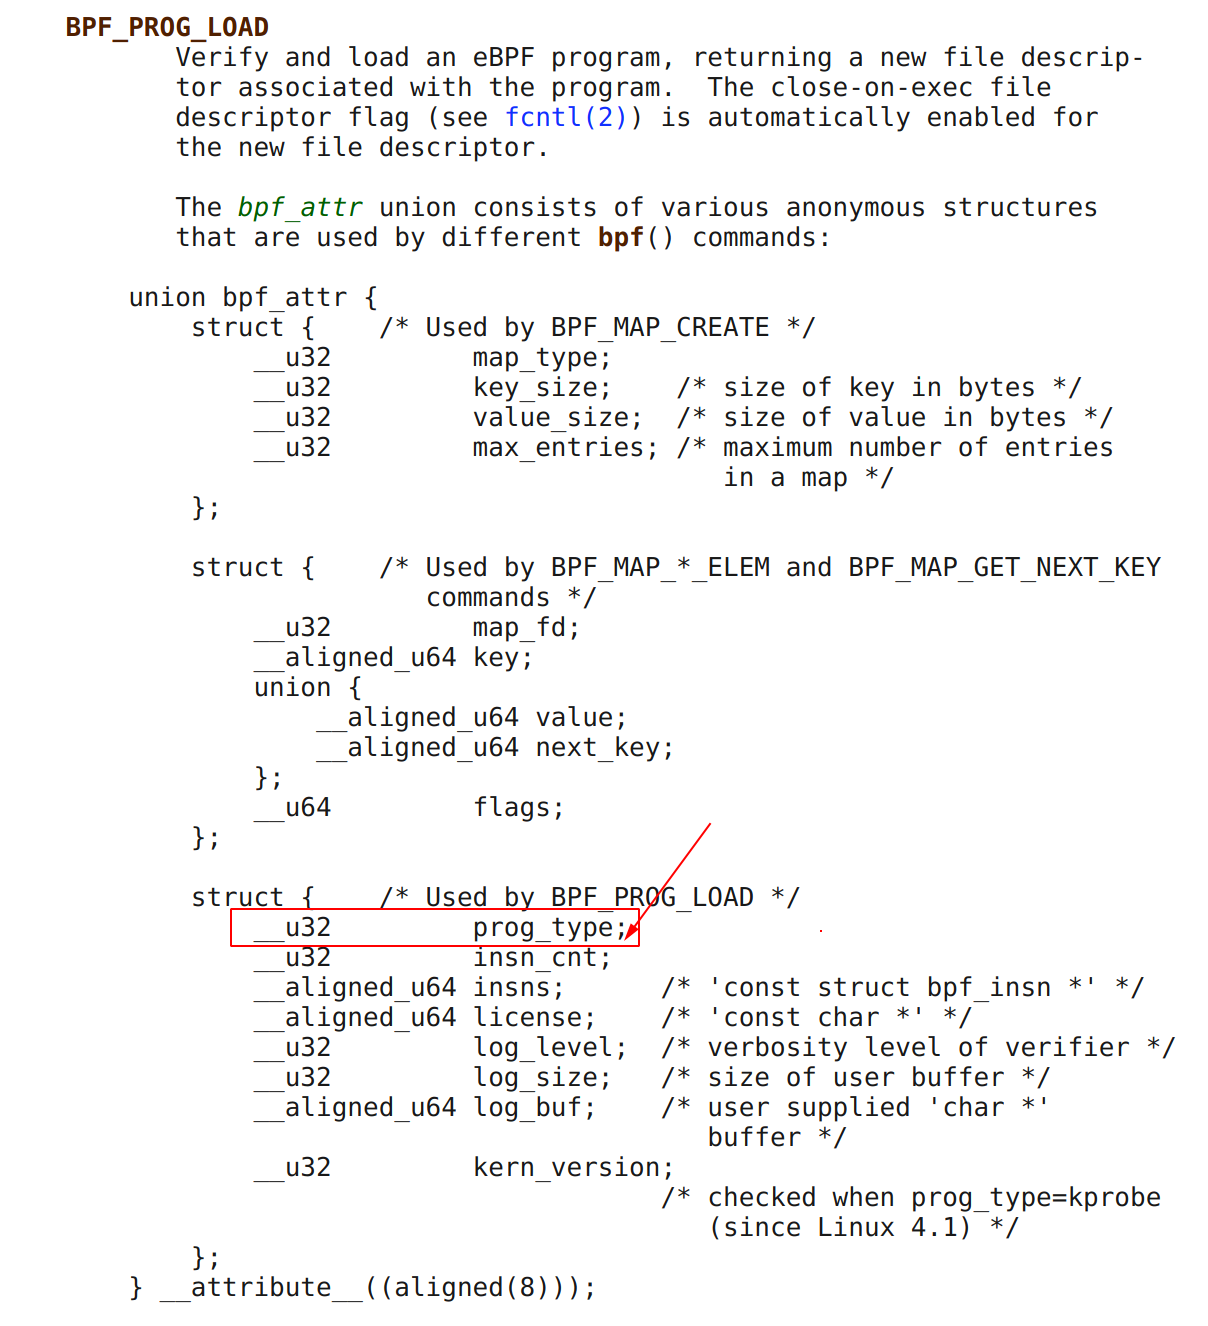 BPF_PROG_LOAD
Verify and load an eBPF program, returning a new file descrip-
tor associated with the program.  The close-on-exec file
descriptor flag (see fcntl(2)) is automatically enabled for
the new file descriptor.
The bpf_attr union consists of various anonymous structures
that are used by different bpf() commands:
union bpf_attr {
struct {    /* Used by BPF_MAP_CREATE */
__u32         map_type;
__u32         key_size;    /* size of key in bytes */
__u32         value_size;  /* size of value in bytes */
__u32         max_entries; /* maximum number of entries
in a map */
};
struct {    /* Used by BPF_MAP_*_ELEM and BPF_MAP_GET_NEXT_KEY
commands */
__u32         map_fd;
__aligned_u64 key;
union {
__aligned_u64 value;
__aligned_u64 next_key;
};
__u64         flags;
};
struct {    /* Used by BPF_PROG_LOAD */
__u32         prog_type;
__u32         insn_cnt;
__aligned_u64 insns;      /* 'const struct bpf_insn *' */
__aligned_u64 license;    /* 'const char *' */
__u32         log_level;  /* verbosity level of verifier */
__u32         log_size;   /* size of user buffer */
__aligned_u64 log_buf;    /* user supplied 'char *'
buffer */
__u32         kern_version;
/* checked when prog_type=kprobe
(since Linux 4.1) */
};
} __attribute__((aligned(8)));